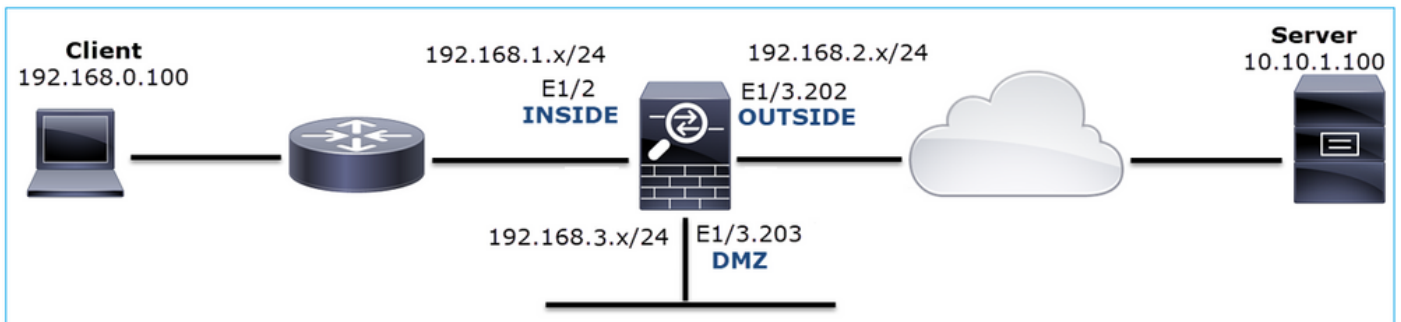 Client
192.168.0.100
192.168.1.x/24
E1/2
INSIDE
192.168.2.x/24
E1/3.202
OUTSIDE
Server
10.10.1.100
192.168.3.x/24
E1/3.203
DMZ